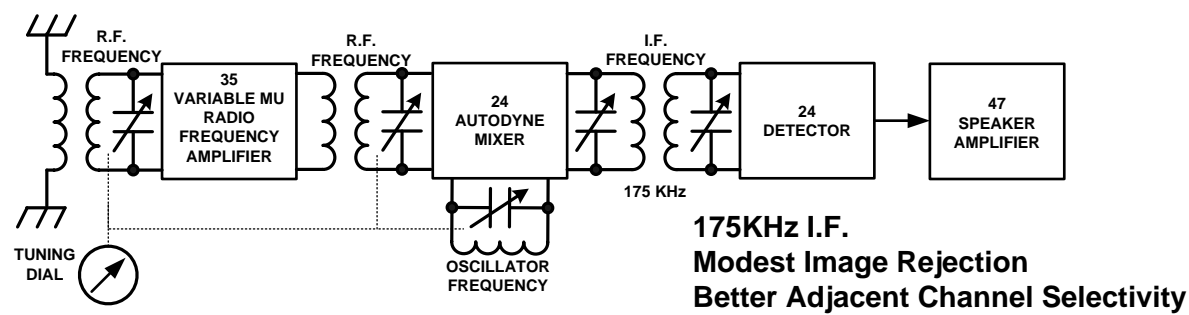 R.F.
FREQUENCY
35
VARIABLE MU
RADIO
FREQUENCY
AMPLIFIER
R.F.
FREQUENCY
24
AUTODYNE
MIXER
I.F.
FREQUENCY
175 KHz
24
DETECTOR
47
SPEAKER
AMPLIFIER
TUNING
DIAL
OSCILLATOR
FREQUENCY
175KHz I.F.
Modest Image Rejection
Better Adjacent Channel Selectivity